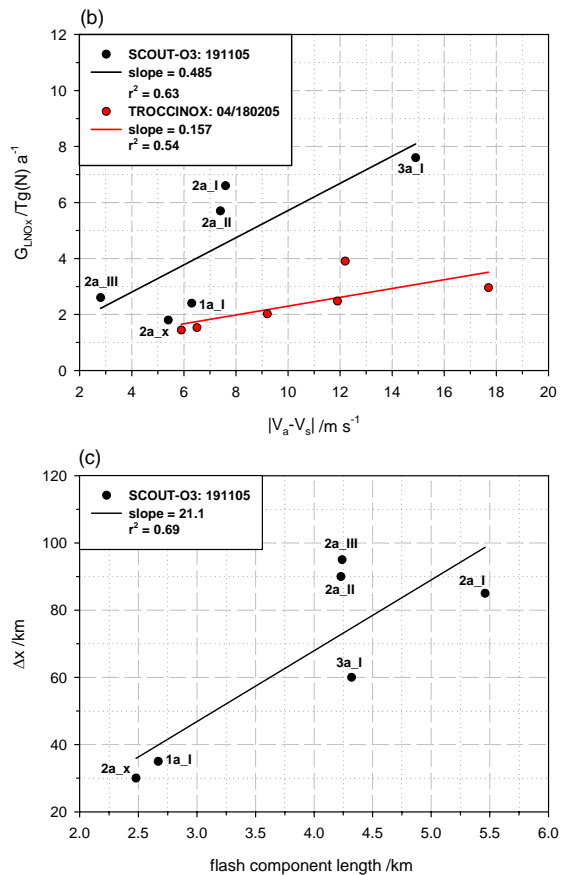 (b)
SCOUT-O3: 191105
slope = 0.485
r² = 0.63
TROCCINOX: 04/180205
slope = 0.157
r² = 0.54
12
10
8
6
4
2
0
G_LNOx /Tg(N) a⁻¹
3a_I
2a_I
2a_II
2a_III
1a_I
2a_x
2 4 6 8 10 12 14 16 18 20
|V_a-V_s| /m s⁻¹
(c)
SCOUT-O3: 191105
slope = 21.1
r² = 0.69
120
100
80
60
40
20
Δx /km
2a_III
2a_II
2a_I
3a_I
2a_x
1a_I
2.0 2.5 3.0 3.5 4.0 4.5 5.0 5.5 6.0
flash component length /km